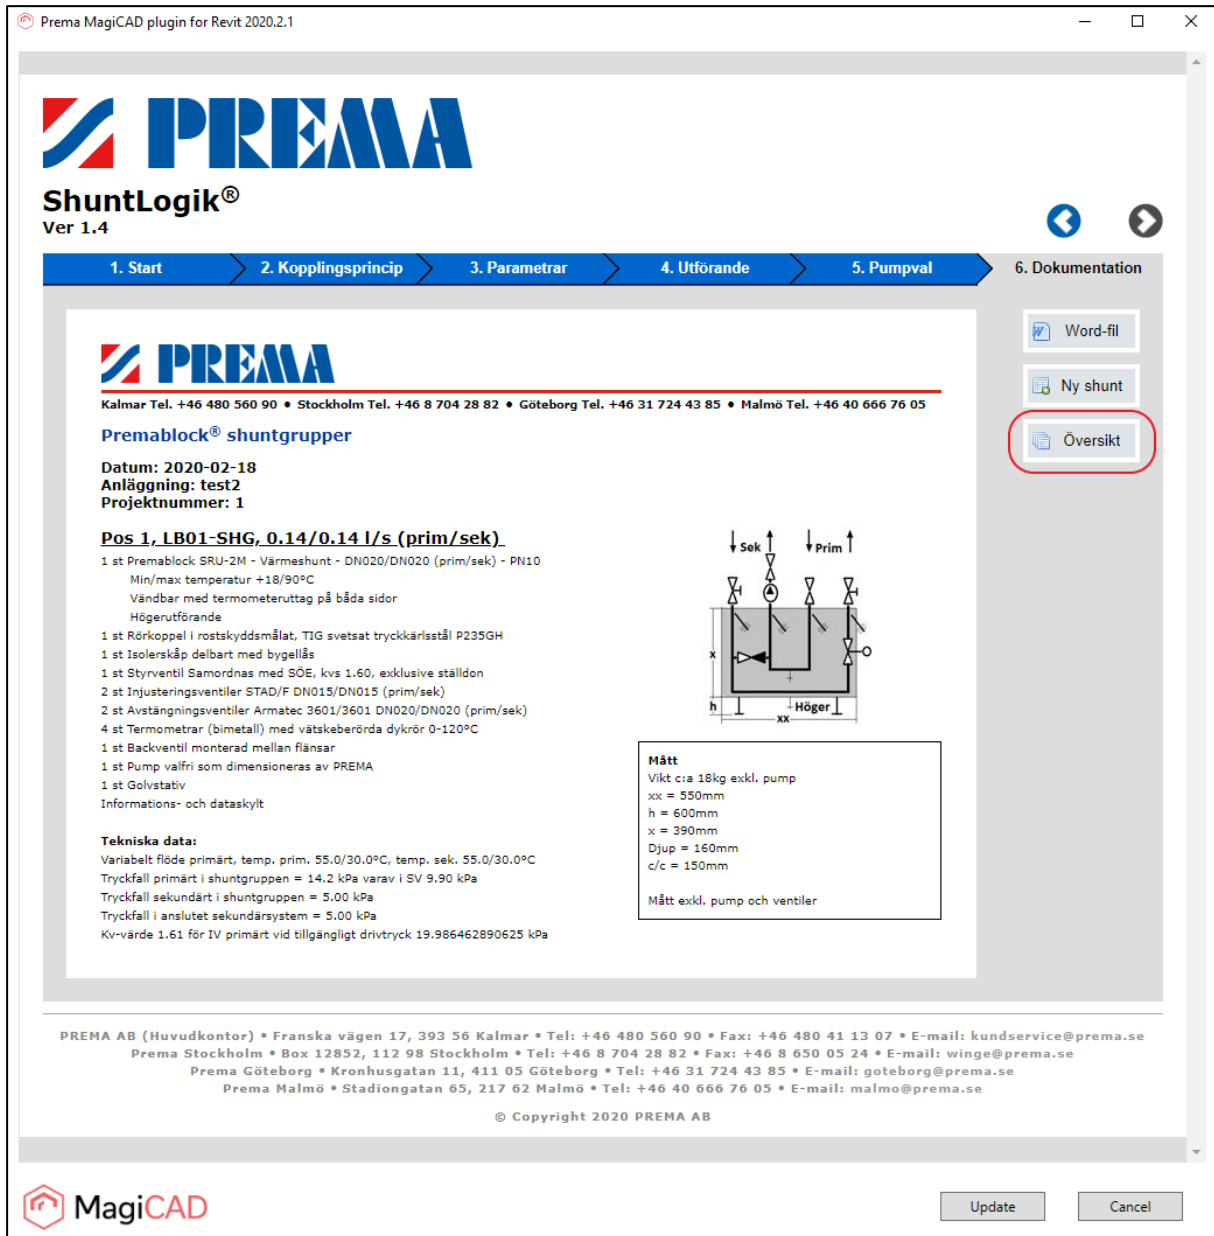 Prema MagiCAD plugin for Revit 2020.2.1
PREMA
ShuntLogik®
Ver 1.4
1. Start
2. Kopplingsprincip
3. Parametrar
4. Utförande
5. Pumpval
6. Dokumentation
Word-fil
Ny shunt
Översikt
PREMA
Kalmar Tel. +46 480 560 90 • Stockholm Tel. +46 8 704 28 82 • Göteborg Tel. +46 31 724 43 85 • Malmö Tel. +46 40 666 76 05
Premablock® shuntgrupper
Datum: 2020-02-18
Anläggning: test2
Projektnummer: 1
Pos 1, LB01-SHG, 0.14/0.14 l/s (prim/sek)
1 st Premablock SRU-2M - Värmeshunt - DN020/DN020 (prim/sek) - PN10
Min/max temperatur +18/90°C
Vändbar med termometeruttag på båda sidor
Högerutförande
1 st Rörkoppel i rostskyddsmålat, TIG svetsat tryckkärlsstål P235GH
1 st Isolerskåp delbart med bygellås
1 st Styrventil Samordnas med SÖE, kvs 1.60, exklusive ställdon
2 st Injusteringsventiler STAD/F DN015/DN015 (prim/sek)
2 st Avstängningsventiler Armatec 3601/3601 DN020/DN020 (prim/sek)
4 st Termometrar (bimetall) med vätskeberörda dykrör 0-120°C
1 st Backventil monterad mellan flänsar
1 st Pump valfri som dimensioneras av PREMA
1 st Golvstativ
Informations- och dataskylt
Tekniska data:
Variabelt flöde primärt, temp. prim. 55.0/30.0°C, temp. sek. 55.0/30.0°C
Tryckfall primärt i shuntgruppen = 14.2 kPa varav i SV 9.90 kPa
Tryckfall sekundärt i shuntgruppen = 5.00 kPa
Tryckfall i anslutet sekundärsystem = 5.00 kPa
Kv-värde 1.61 för IV primärt vid tillgängligt drivtryck 19.986462890625 kPa
Sek
Prim
x
h
Höger
xx
Mått
Vikt c:a 18kg exkl. pump
xx = 550mm
h = 600mm
x = 390mm
Djup = 160mm
c/c = 150mm
Mått exkl. pump och ventiler
PREMA AB (Huvudkontor) • Franska vägen 17, 393 56 Kalmar • Tel: +46 480 560 90 • Fax: +46 480 41 13 07 • E-mail: kundservice@prema.se
Prema Stockholm • Box 12852, 112 98 Stockholm • Tel: +46 8 704 28 82 • Fax: +46 8 650 05 24 • E-mail: winge@prema.se
Prema Göteborg • Kronhusgatan 11, 411 05 Göteborg • Tel: +46 31 724 43 85 • E-mail: goteborg@prema.se
Prema Malmö • Stadiongatan 65, 217 62 Malmö • Tel: +46 40 666 76 05 • E-mail: malmo@prema.se
© Copyright 2020 PREMA AB
MagiCAD
Update
Cancel